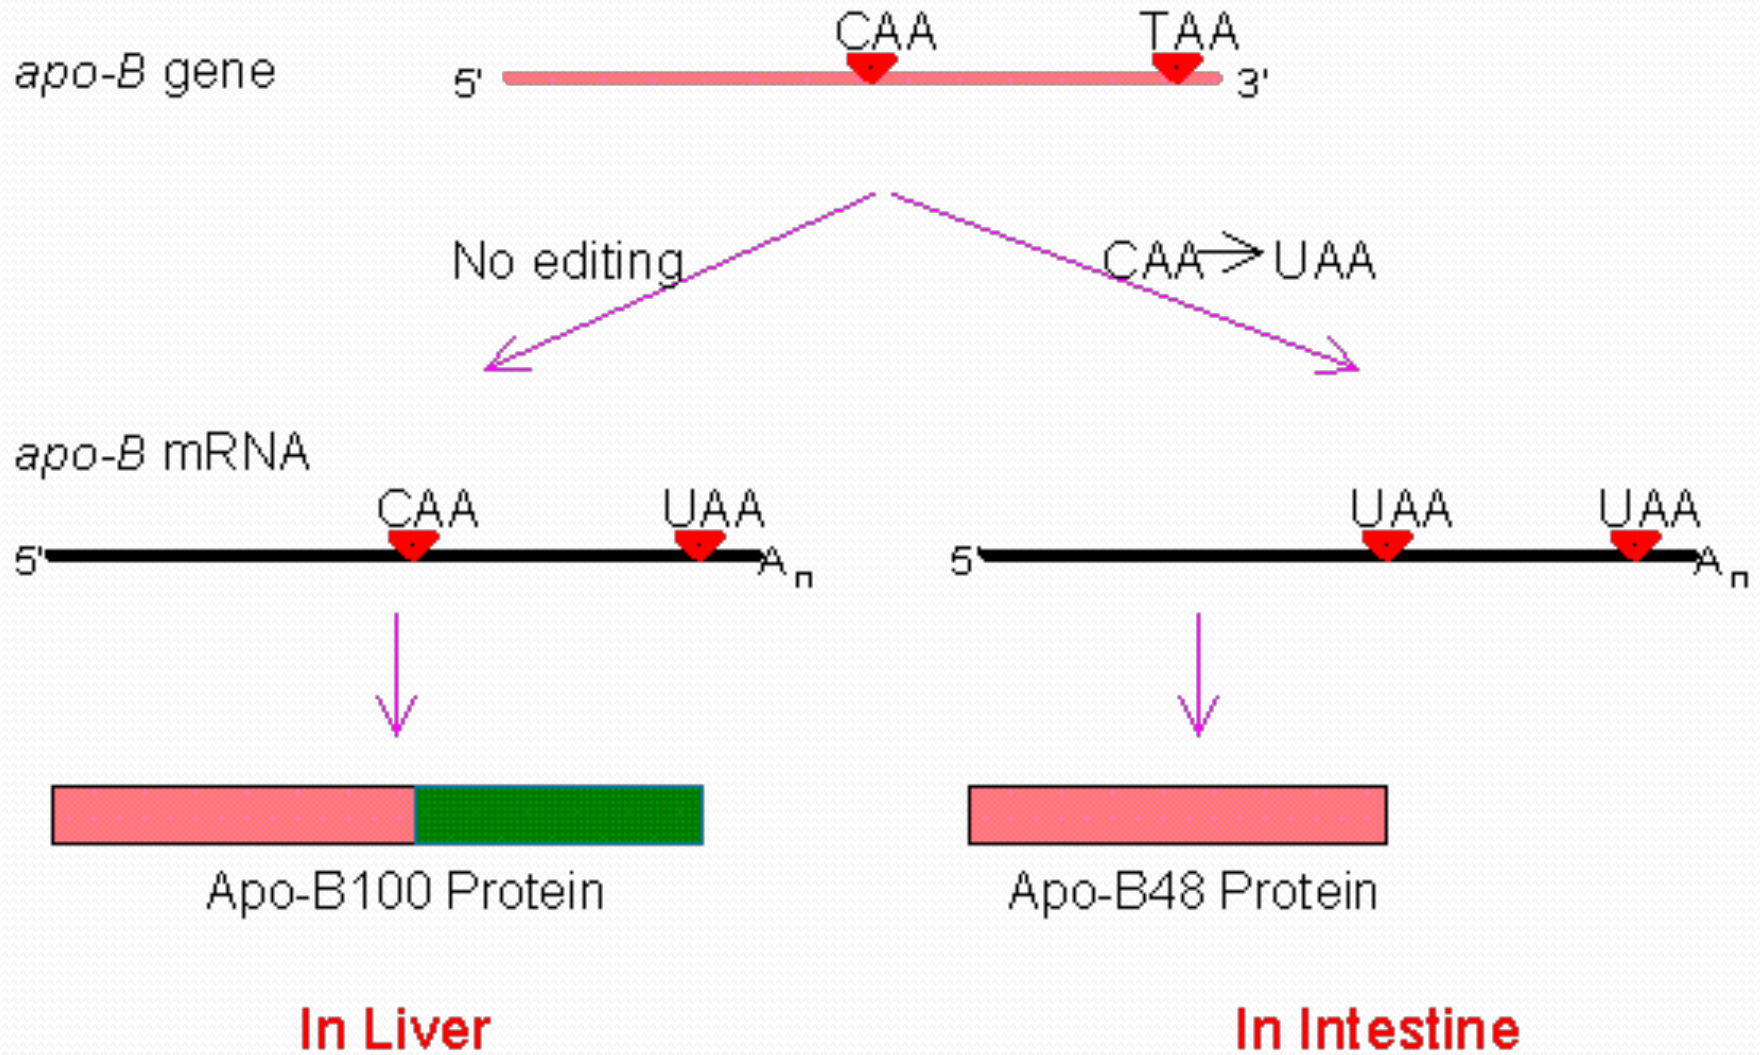 CAA TAA
apo-B gene 5' 3'
No editing CAA→UAA
apo-B mRNA
CAA UAA UAA UAA
5' An 5' An
Apo-B100 Protein Apo-B48 Protein
In Liver In Intestine